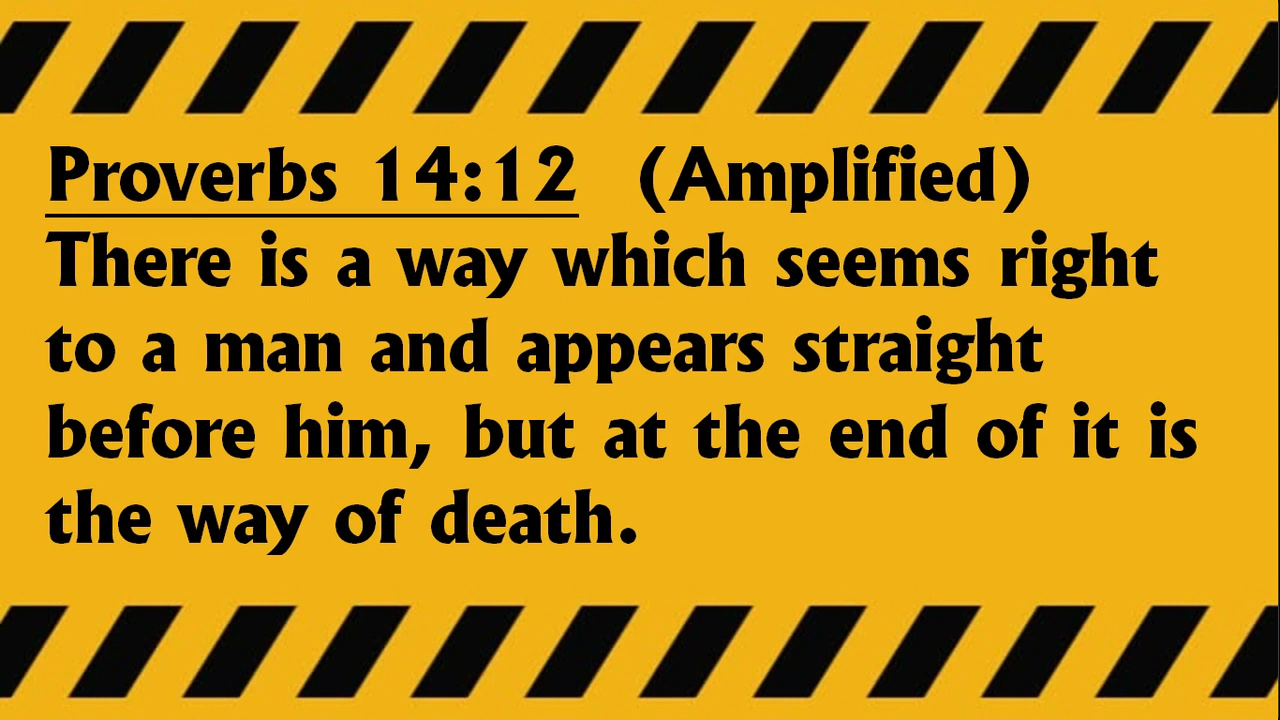 Proverbs 14:12 (Amplified)
There is a way which seems right
to a man and appears straight
before him, but at the end of it is
the way of death.